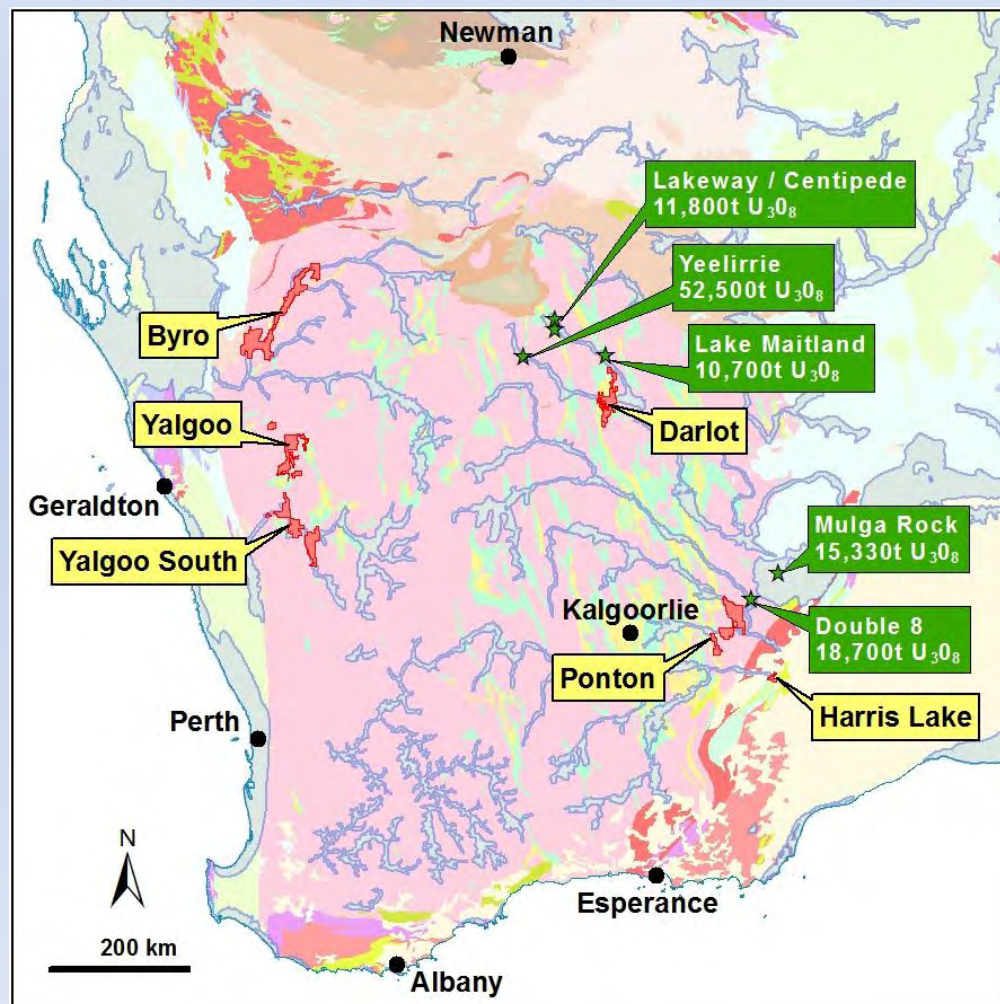 Newman
Lakeway / Centipede
11,800t U₃0₈
Yeelirrie
52,500t U₃0₈
Byro
Lake Maitland
10,700t U₃0₈
Yalgoo
Darlot
Geraldton
Mulga Rock
15,330t U₃0₈
Yalgoo South
Kalgoorlie
Double 8
18,700t U₃0₈
Ponton
Harris Lake
Perth
N
Esperance
200 km
Albany